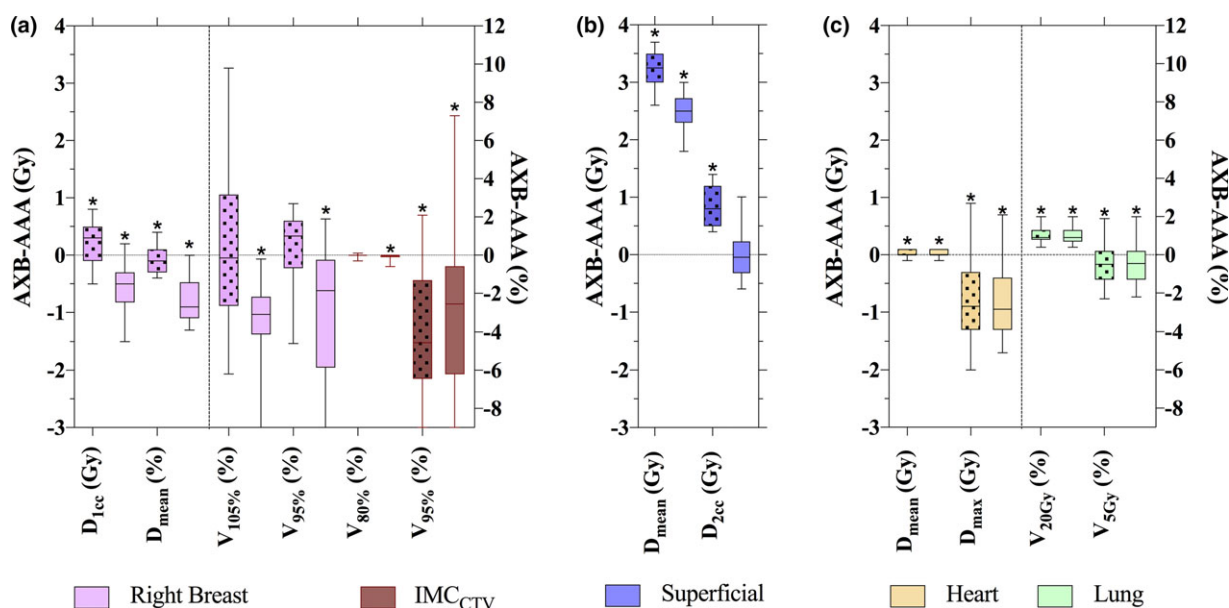 (a)
AXB-AAA (Gy)
4
3
2
1
0
-1
-2
-3
12
10
8
6
4
2
0
-2
-4
-6
-8
AXB-AAA (%)
* * * * * * * * *
D1cc (Gy)
Dmean (%)
V105% (%)
V95% (%)
V80% (%)
V95% (%)
(b)
AXB-AAA (Gy)
4
3
2
1
0
-1
-2
-3
* * *
Dmean (Gy)
D2cc (Gy)
(c)
AXB-AAA (Gy)
4
3
2
1
0
-1
-2
-3
12
10
8
6
4
2
0
-2
-4
-6
-8
AXB-AAA (%)
* * * * * * * *
Dmean (Gy)
Dmax (Gy)
V20Gy (%)
V5Gy (%)
Right Breast
IMCCTV
Superficial
Heart
Lung